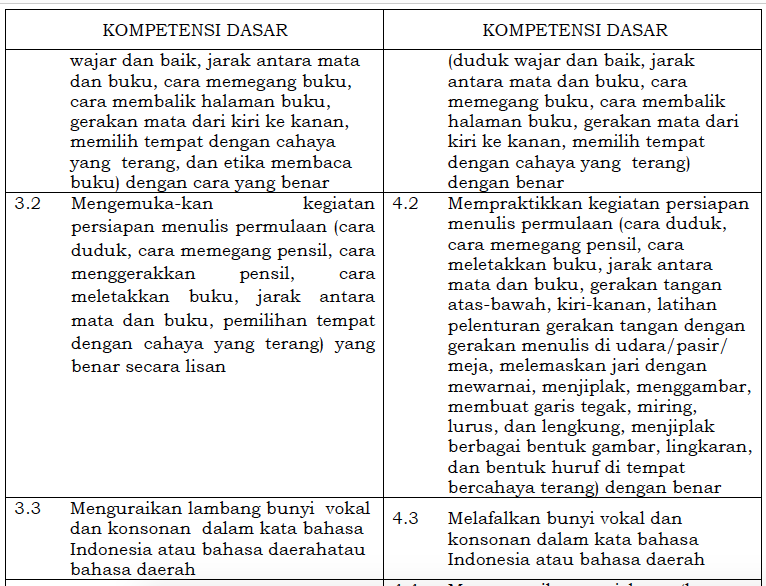 KOMPETENSI DASAR
KOMPETENSI DASAR
wajar dan baik, jarak antara mata
dan buku, cara memegang buku,
cara membalik halaman buku,
gerakan mata dari kiri ke kanan,
memilih tempat dengan cahaya
yang terang, dan etika membaca
buku) dengan cara yang benar
(duduk wajar dan baik, jarak
antara mata dan buku, cara
memegang buku, cara membalik
halaman buku, gerakan mata dari
kiri ke kanan, memilih tempat
dengan cahaya yang terang)
dengan benar
3.2 Mengemuka-kan kegiatan
persiapan menulis permulaan (cara
duduk, cara memegang pensil, cara
menggerakkan pensil, cara
meletakkan buku, jarak antara
mata dan buku, pemilihan tempat
dengan cahaya yang terang) yang
benar secara lisan
4.2 Mempraktikkan kegiatan persiapan
menulis permulaan (cara duduk,
cara memegang pensil, cara
meletakkan buku, jarak antara
mata dan buku, gerakan tangan
atas-bawah, kiri-kanan, latihan
pelenturan gerakan tangan dengan
gerakan menulis di udara/pasir/
meja, melemaskan jari dengan
mewarnai, menjiplak, menggambar,
membuat garis tegak, miring,
lurus, dan lengkung, menjiplak
berbagai bentuk gambar, lingkaran,
dan bentuk huruf di tempat
bercahaya terang) dengan benar
3.3 Menguraikan lambang bunyi vokal
dan konsonan dalam kata bahasa
Indonesia atau bahasa daerahatau
bahasa daerah
4.3 Melafalkan bunyi vokal dan
konsonan dalam kata bahasa
Indonesia atau bahasa daerah